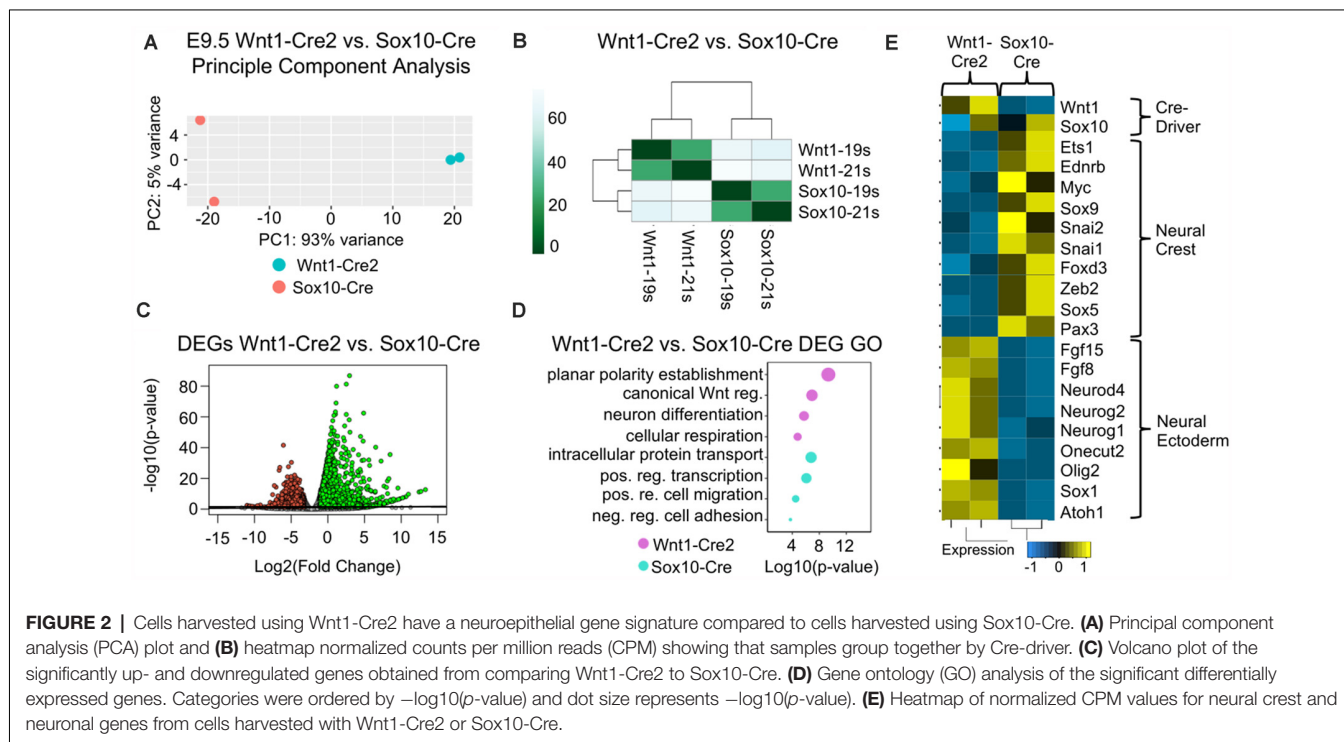 A
E9.5 Wnt1-Cre2 vs. Sox10-Cre
Principle Component Analysis
PC2: 5% variance
4
0
-4
-20
-10
0
10
20
PC1: 93% variance
Wnt1-Cre2
Sox10-Cre
B
Wnt1-Cre2 vs. Sox10-Cre
60
40
20
0
Wnt1-19s
Wnt1-21s
Sox10-19s
Sox10-21s
Wnt1-19s
Wnt1-21s
Sox10-19s
Sox10-21s
C
DEGs Wnt1-Cre2 vs. Sox10-Cre
-log10(p-value)
80
60
40
20
0
-15
-10
-5
0
5
10
15
Log2(Fold Change)
D
Wnt1-Cre2 vs. Sox10-Cre DEG GO
planar polarity establishment
canonical Wnt reg.
neuron differentiation
cellular respiration
intracellular protein transport
pos. reg. transcription
pos. re. cell migration
neg. reg. cell adhesion
Wnt1-Cre2
Sox10-Cre
4
8
12
Log10(p-value)
E
Wnt1-
Cre2
Sox10-
Cre
Wnt1
Sox10
Ets1
Ednrb
Myc
Sox9
Snai2
Snai1
Foxd3
Zeb2
Sox5
Pax3
Fgf15
Fgf8
Neurod4
Neurog2
Neurog1
Onecut2
Olig2
Sox1
Atoh1
Cre-
Driver
Neural
Crest
Neural
Ectoderm
Expression
-1
0
1
FIGURE 2 | Cells harvested using Wnt1-Cre2 have a neuroepithelial gene signature compared to cells harvested using Sox10-Cre. (A) Principal component
analysis (PCA) plot and (B) heatmap normalized counts per million reads (CPM) showing that samples group together by Cre-driver. (C) Volcano plot of the
significantly up- and downregulated genes obtained from comparing Wnt1-Cre2 to Sox10-Cre. (D) Gene ontology (GO) analysis of the significant differentially
expressed genes. Categories were ordered by −log10(p-value) and dot size represents −log10(p-value). (E) Heatmap of normalized CPM values for neural crest and
neuronal genes from cells harvested with Wnt1-Cre2 or Sox10-Cre.